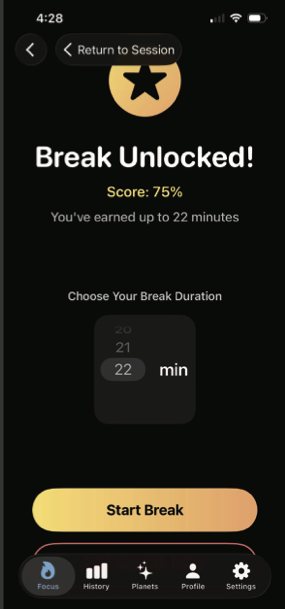 4:28
Return to Session
Break Unlocked!
Score: 75%
You've earned up to 22 minutes
Choose Your Break Duration
20
21
22 min
Start Break
Focus History Planets Profile Settings